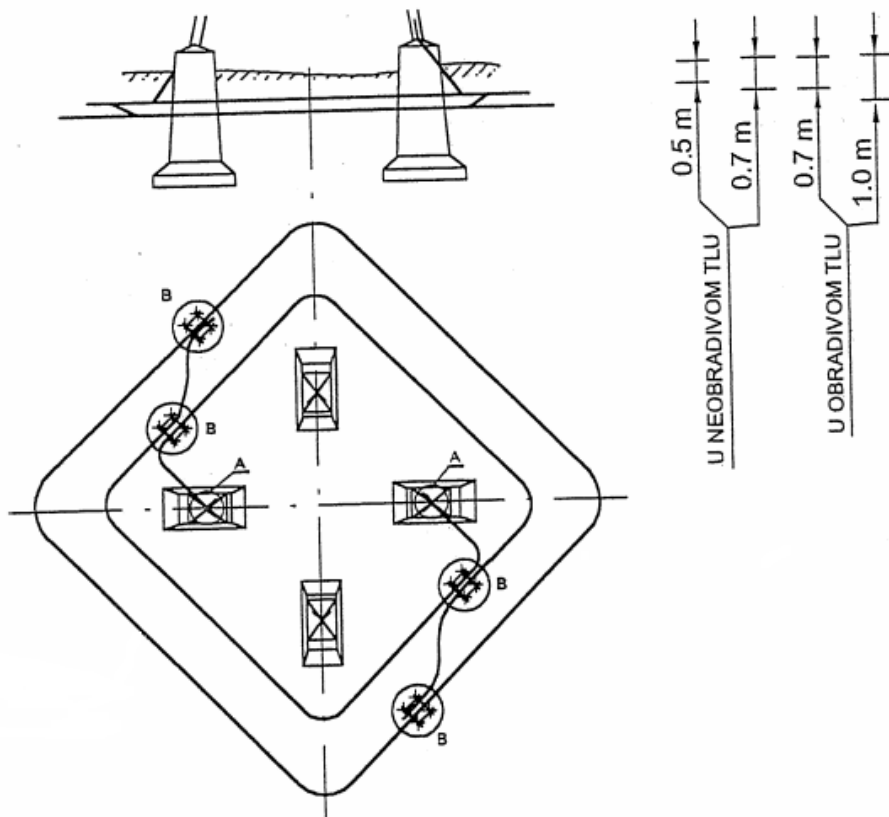 0.5 m
0.7 m
0.7 m
1.0 m
U NEOBRADIVOM TLU
U OBRADIVOM TLU
B
B
A
A
B
B